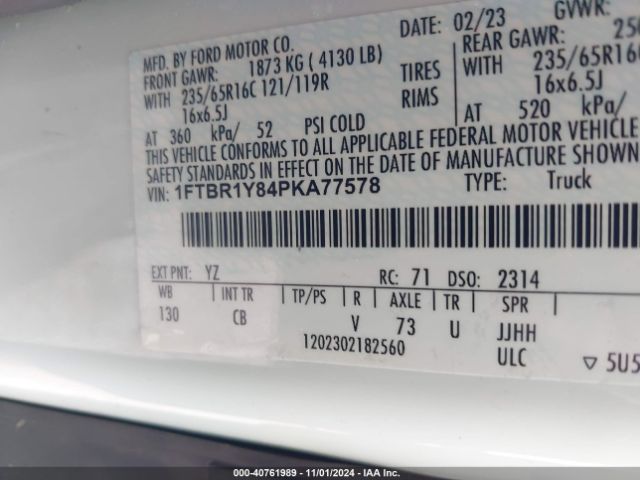 DATE: 02/23 GVWR:
MFD. BY FORD MOTOR CO.
FRONT GAWR: 1873 KG ( 4130 LB) REAR GAWR:
WITH 235/65R16C 121/119R TIRES WITH 235/65R16C
16x6.5J RIMS 16x6.5J
AT 360 kPa/ 52 PSI COLD AT 520 kPa/
THIS VEHICLE CONFORMS TO ALL APPLICABLE FEDERAL MOTOR VEHICLE
SAFETY STANDARDS IN EFFECT ON THE DATE OF MANUFACTURE SHOWN
VIN: 1FTBR1Y84PKA77578 TYPE: Truck
EXT PNT: YZ RC: 71 DSO: 2314
WB INT TR TP/PS R AXLE TR SPR
130 CB V 73 U JJHH
1202302182560 ULC ▽ 5U5
000-40761989 - 11/01/2024 - IAA Inc.